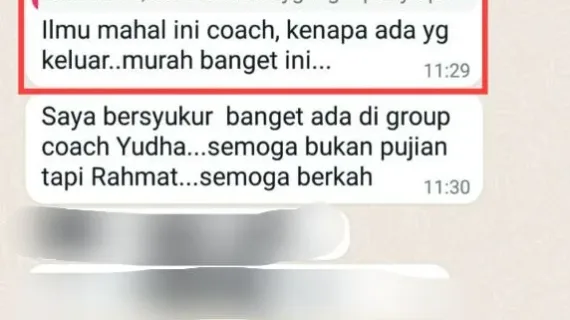 Ilmu mahal ini coach, kenapa ada yg
keluar..murah banget ini...
11:29
Saya bersyukur  banget ada di group
coach Yudha...semoga bukan pujian
tapi Rahmat...semoga berkah
11:30